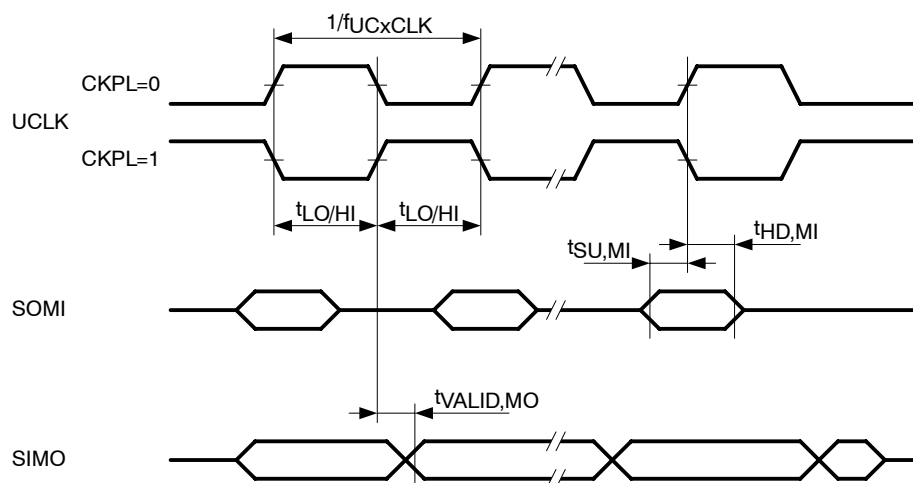 1/fUCxCLK
CKPL=0
UCLK
CKPL=1
tLO/HI tLO/HI
tHD,MI
tSU,MI
SOMI
tVALID,MO
SIMO